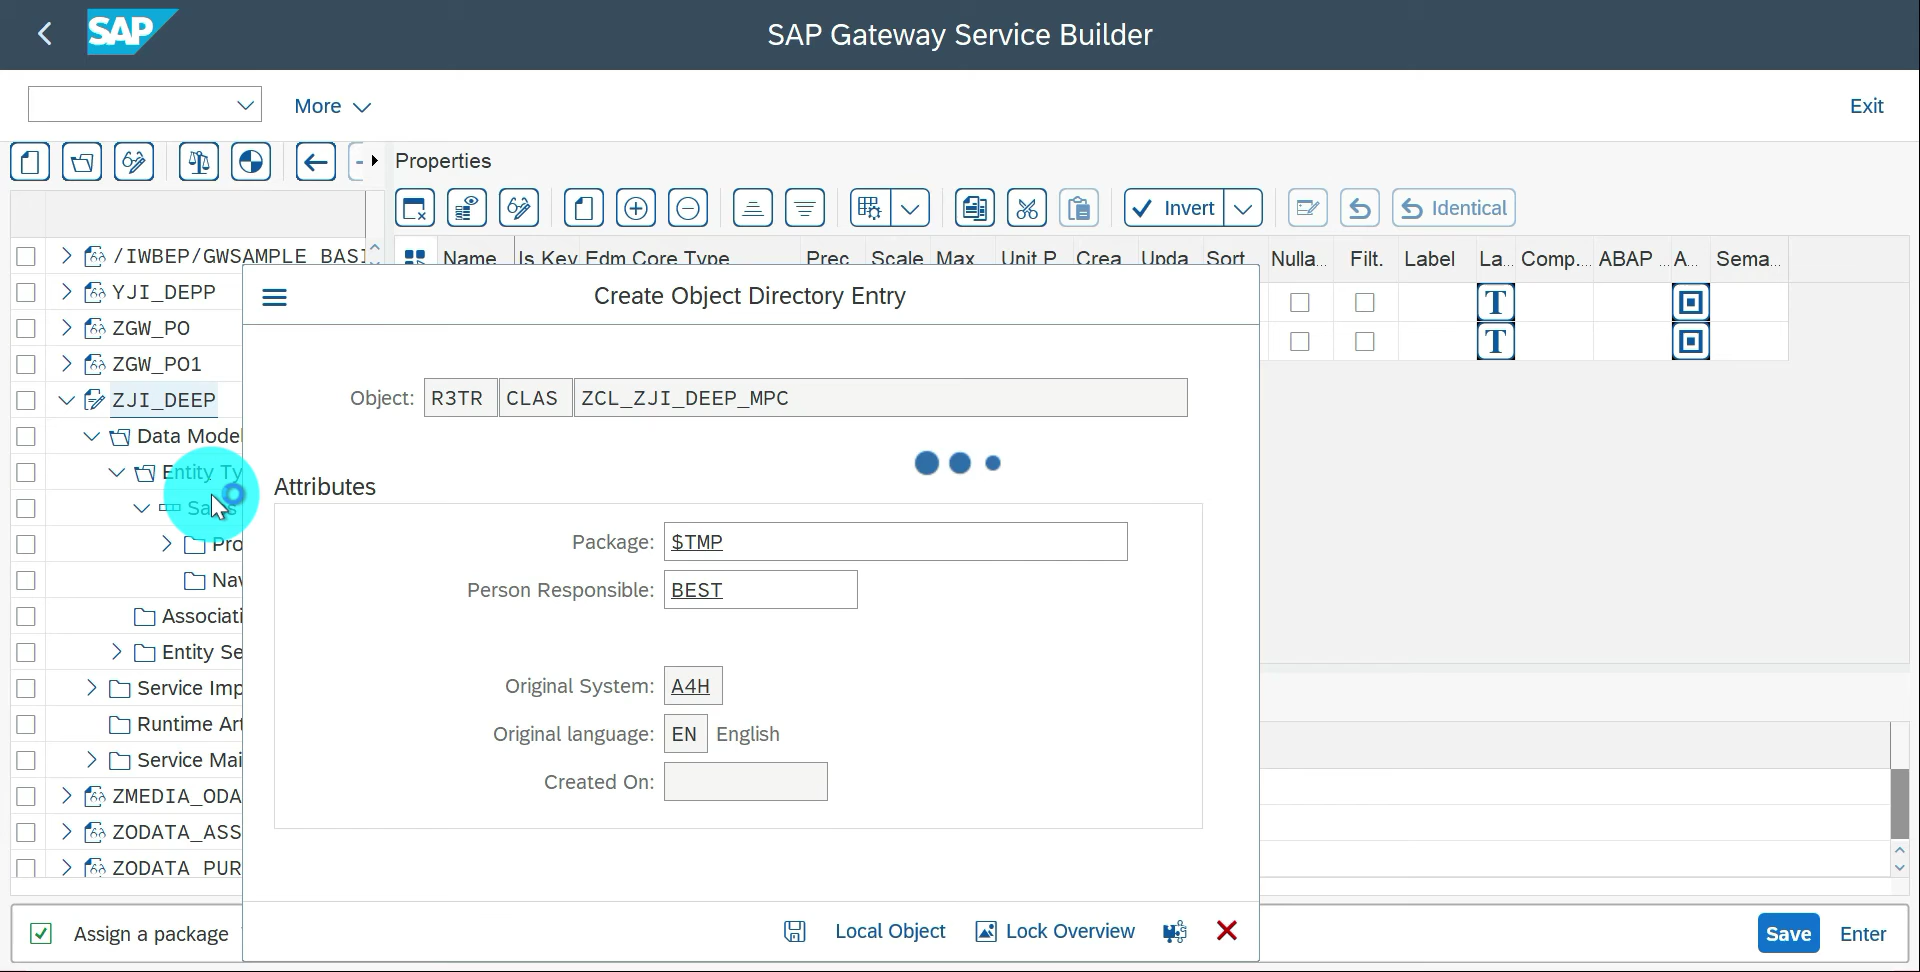 SAP
SAP Gateway Service Builder
More
Exit
Properties
Invert
Identical
Name Is Key Edm Core Type Prec Scale Max Unit P Crea Upda Sort Nulla... Filt. Label La... Comp.... ABAP ... A... Sema...
/IWBEP/GWSAMPLE_BASI
YJI_DEPP
ZGW_PO
ZGW_PO1
ZJI_DEEP
Data Model
Entity Ty
Sales
Pro
Nav
Associati
Entity Se
Service Imp
Runtime Art
Service Mai
ZMEDIA_ODA
ZODATA_ASS
ZODATA_PUR
Create Object Directory Entry
Object: R3TR CLAS ZCL_ZJI_DEEP_MPC
Attributes
Package: $TMP
Person Responsible: BEST
Original System: A4H
Original language: EN English
Created On:
Local Object
Lock Overview
Assign a package
Save
Enter